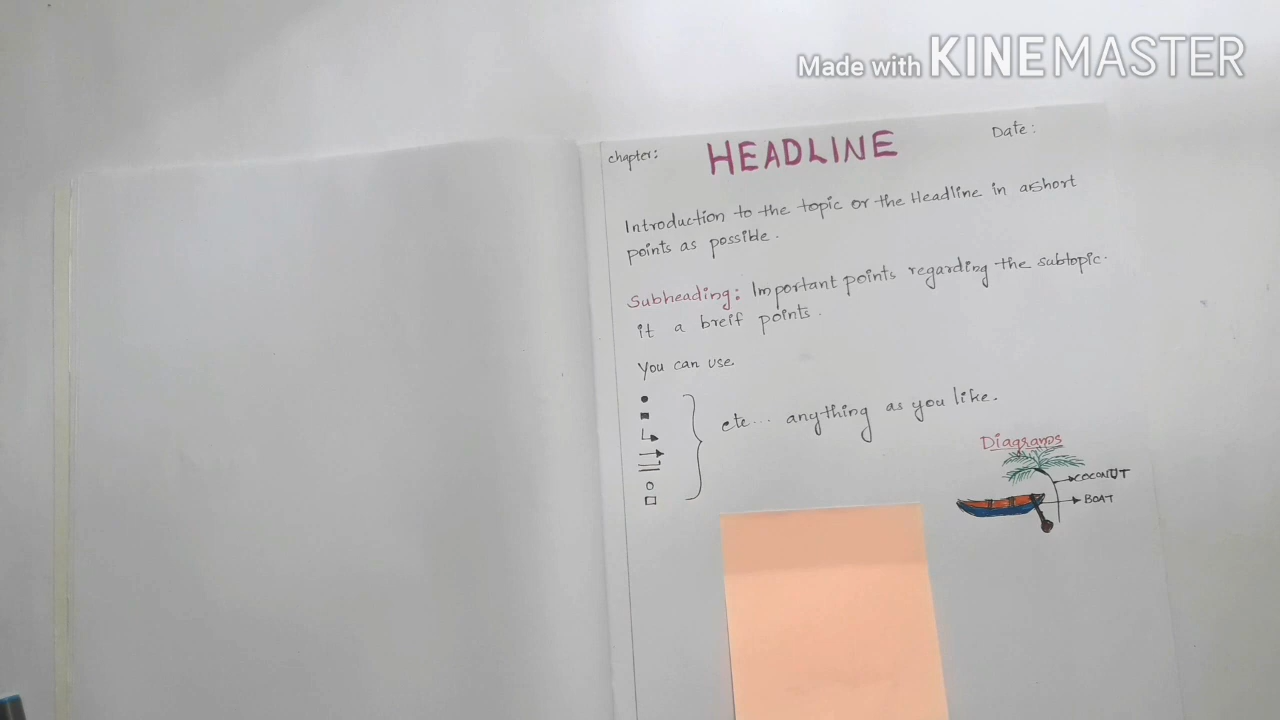 Made with KINEMASTER
chapter:
HEADLINE
Date:
Introduction to the topic or the Headline in a short
points as possible.
Subheading: Important points regarding the subtopic.
it a breif points.
You can use
etc... anything as you like.
Diagrams
COCONUT
BOAT